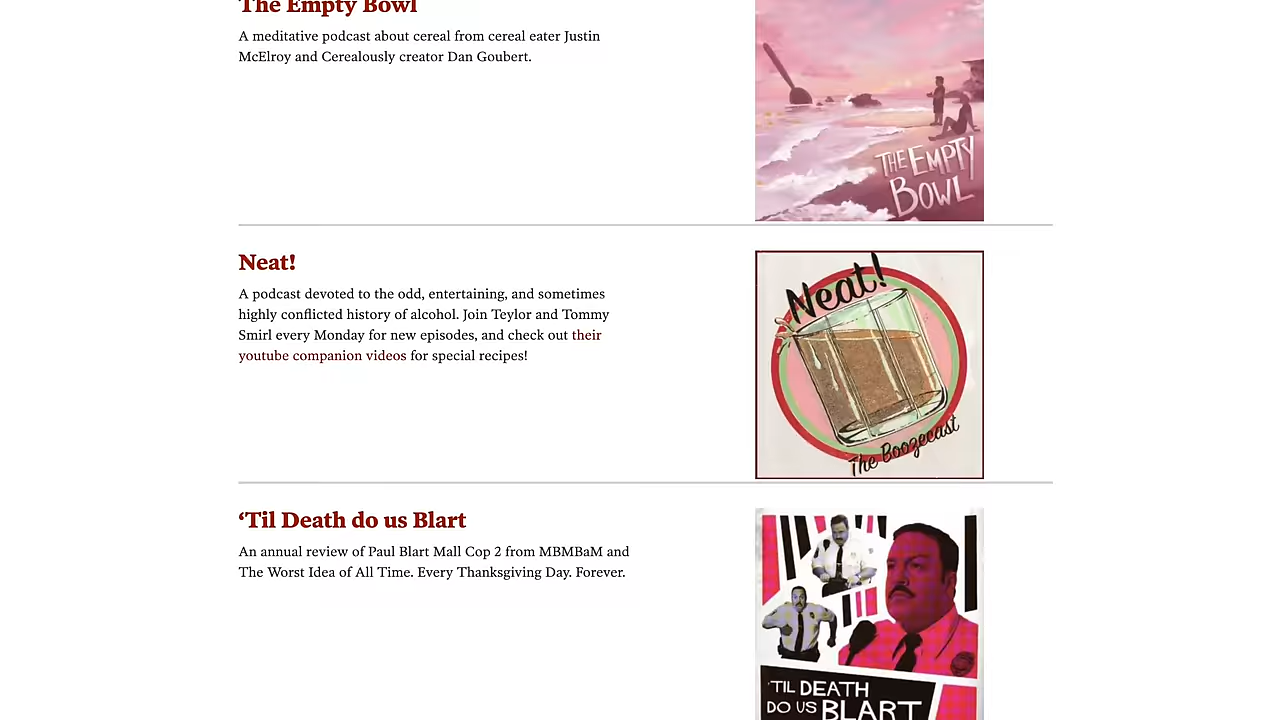 The Empty Bowl
A meditative podcast about cereal from cereal eater Justin
McElroy and Cerealously creator Dan Goubert.
THE EMPTY
BOWL
Neat!
A podcast devoted to the odd, entertaining, and sometimes
highly conflicted history of alcohol. Join Teylor and Tommy
Smirl every Monday for new episodes, and check out their
youtube companion videos for special recipes!
Neat!
The Boozecast
‘Til Death do us Blart
An annual review of Paul Blart Mall Cop 2 from MBMBaM and
The Worst Idea of All Time. Every Thanksgiving Day. Forever.
'TIL DEATH
DO US BLART